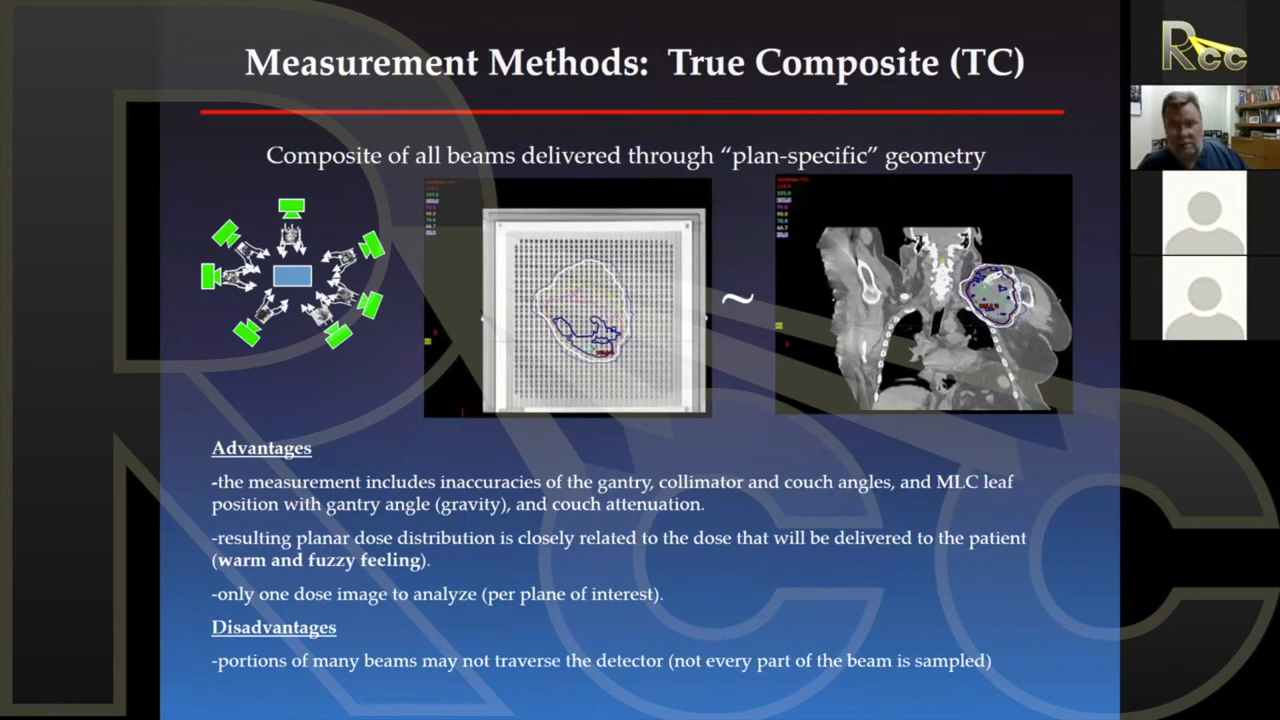 Measurement Methods: True Composite (TC)
Rcc
Composite of all beams delivered through “plan-specific” geometry
~
Advantages
-the measurement includes inaccuracies of the gantry, collimator and couch angles, and MLC leaf
position with gantry angle (gravity), and couch attenuation.
-resulting planar dose distribution is closely related to the dose that will be delivered to the patient
(warm and fuzzy feeling).
-only one dose image to analyze (per plane of interest).
Disadvantages
-portions of many beams may not traverse the detector (not every part of the beam is sampled)